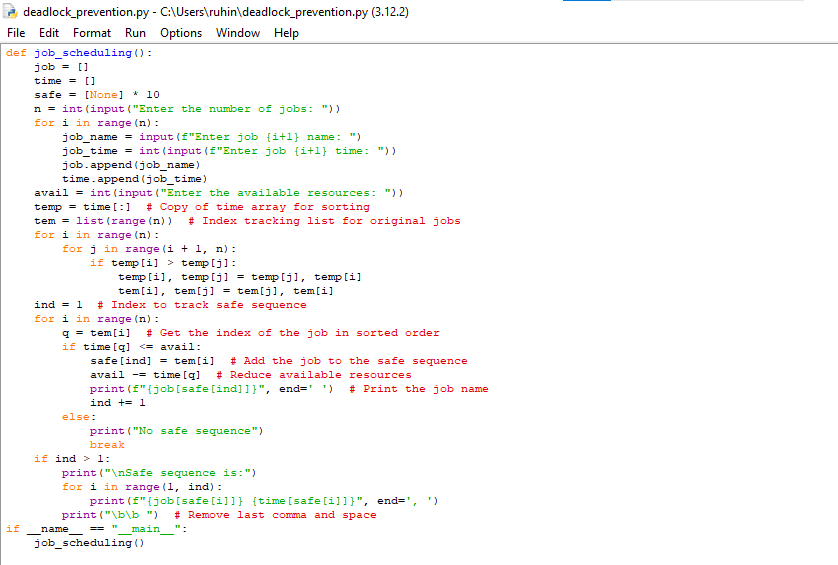 deadlock_prevention.py - C:\Users\ruhin\deadlock_prevention.py (3.12.2)
File Edit Format Run Options Window Help
def job_scheduling():
    job = []
    time = []
    safe = [None] * 10
    n = int(input("Enter the number of jobs: "))
    for i in range(n):
        job_name = input(f"Enter job {i+1} name: ")
        job_time = int(input(f"Enter job {i+1} time: "))
        job.append(job_name)
        time.append(job_time)
    avail = int(input("Enter the available resources: "))
    temp = time[:]  # Copy of time array for sorting
    tem = list(range(n))  # Index tracking list for original jobs
    for i in range(n):
        for j in range(i + 1, n):
            if temp[i] > temp[j]:
                temp[i], temp[j] = temp[j], temp[i]
                tem[i], tem[j] = tem[j], tem[i]
    ind = 1  # Index to track safe sequence
    for i in range(n):
        q = tem[i]  # Get the index of the job in sorted order
        if time[q] <= avail:
            safe[ind] = tem[i]  # Add the job to the safe sequence
            avail -= time[q]  # Reduce available resources
            print(f"{job[safe[ind]]}", end=' ')  # Print the job name
            ind += 1
        else:
            print("No safe sequence")
            break
    if ind > 1:
        print("\nSafe sequence is:")
        for i in range(1, ind):
            print(f"{job[safe[i]]} {time[safe[i]]}", end=', ')
        print("\b\b ")  # Remove last comma and space
if __name__ == "__main__":
    job_scheduling()